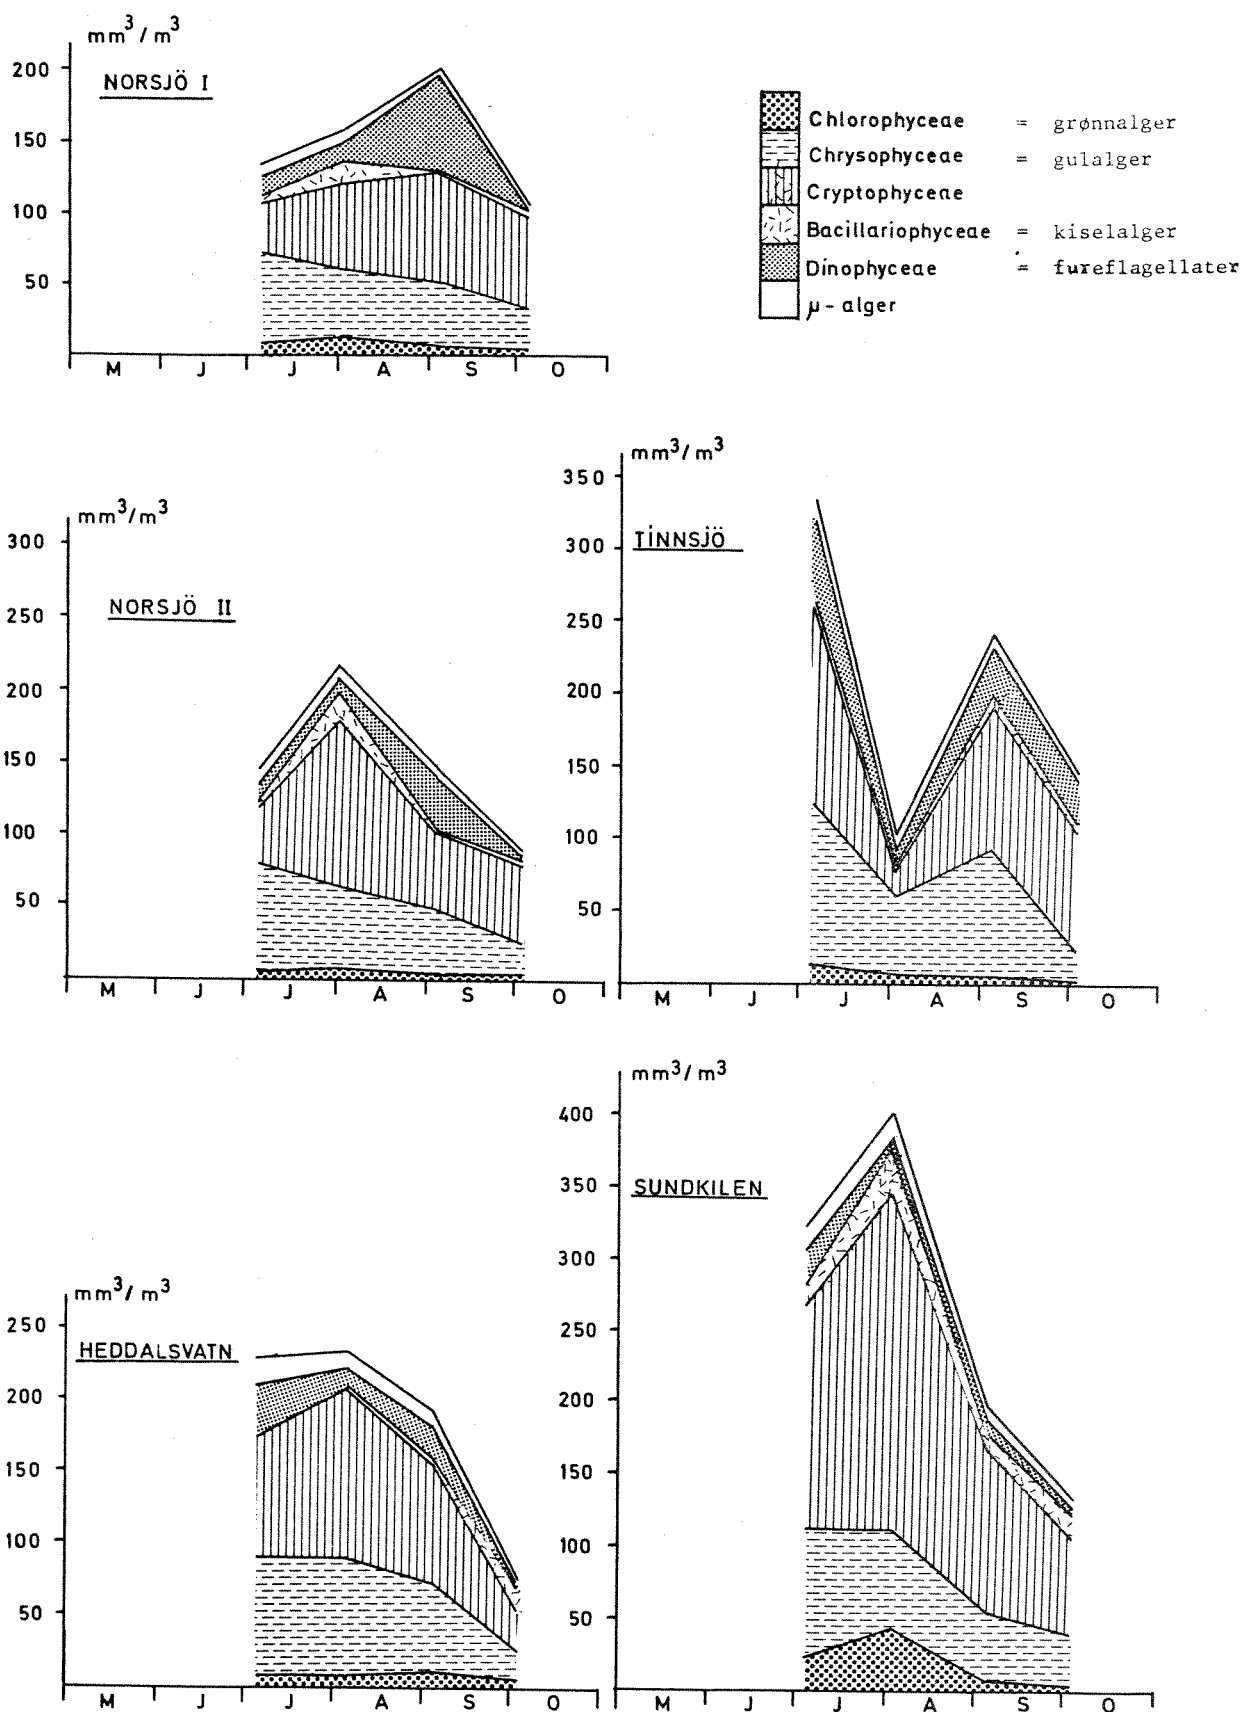 mm³/m³
NORSJÖ I
200
150
100
50
M J J A S O
Chlorophyceae = grønnalger
Chrysophyceae = gulalger
Cryptophyceae
Bacillariophyceae = kiselalger
Dinophyceae = fureflagellater
µ-alger
mm³/m³
NORSJÖ II
300
250
200
150
100
50
M J J A S O
mm³/m³
TINNSJÖ
350
300
250
200
150
100
50
M J J A S O
mm³/m³
HEDDALSVATN
250
200
150
100
50
M J J A S O
mm³/m³
SUNDKILEN
400
350
300
250
200
150
100
50
M J J A S O